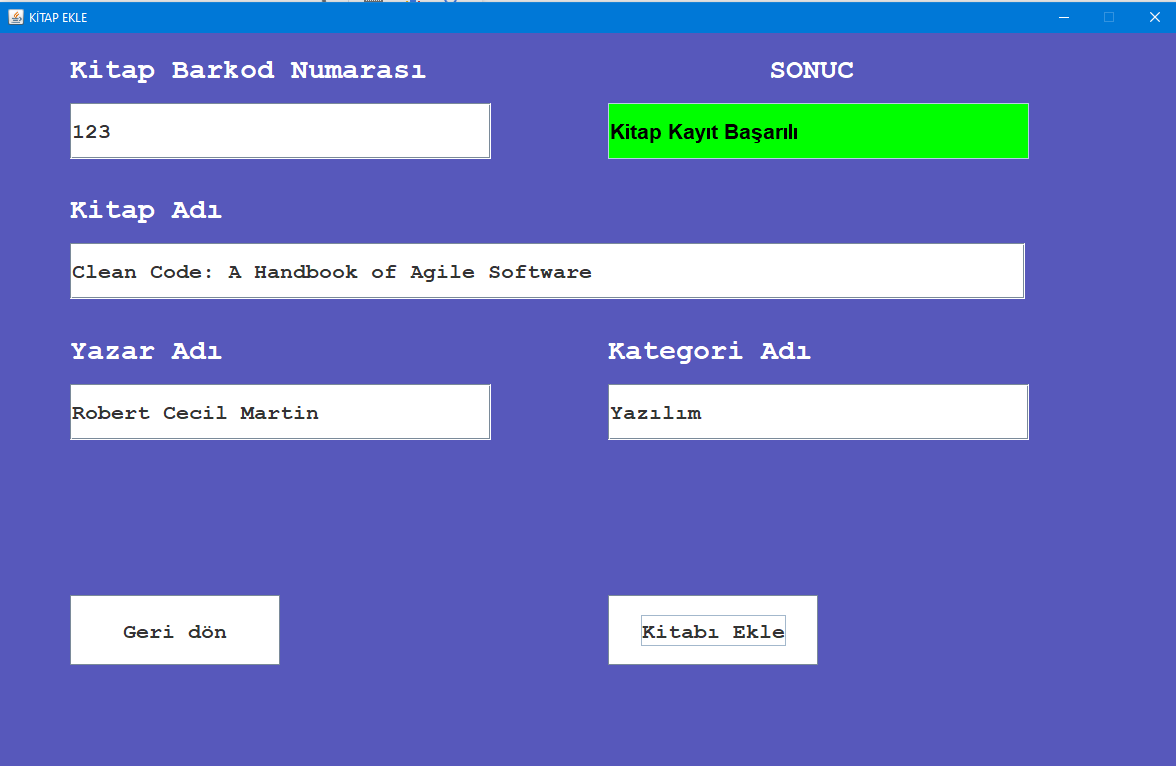 KİTAP EKLE
Kitap Barkod Numarası
SONUC
123
Kitap Kayıt Başarılı
Kitap Adı
Clean Code: A Handbook of Agile Software
Yazar Adı
Kategori Adı
Robert Cecil Martin
Yazılım
Geri dön
Kitabı Ekle